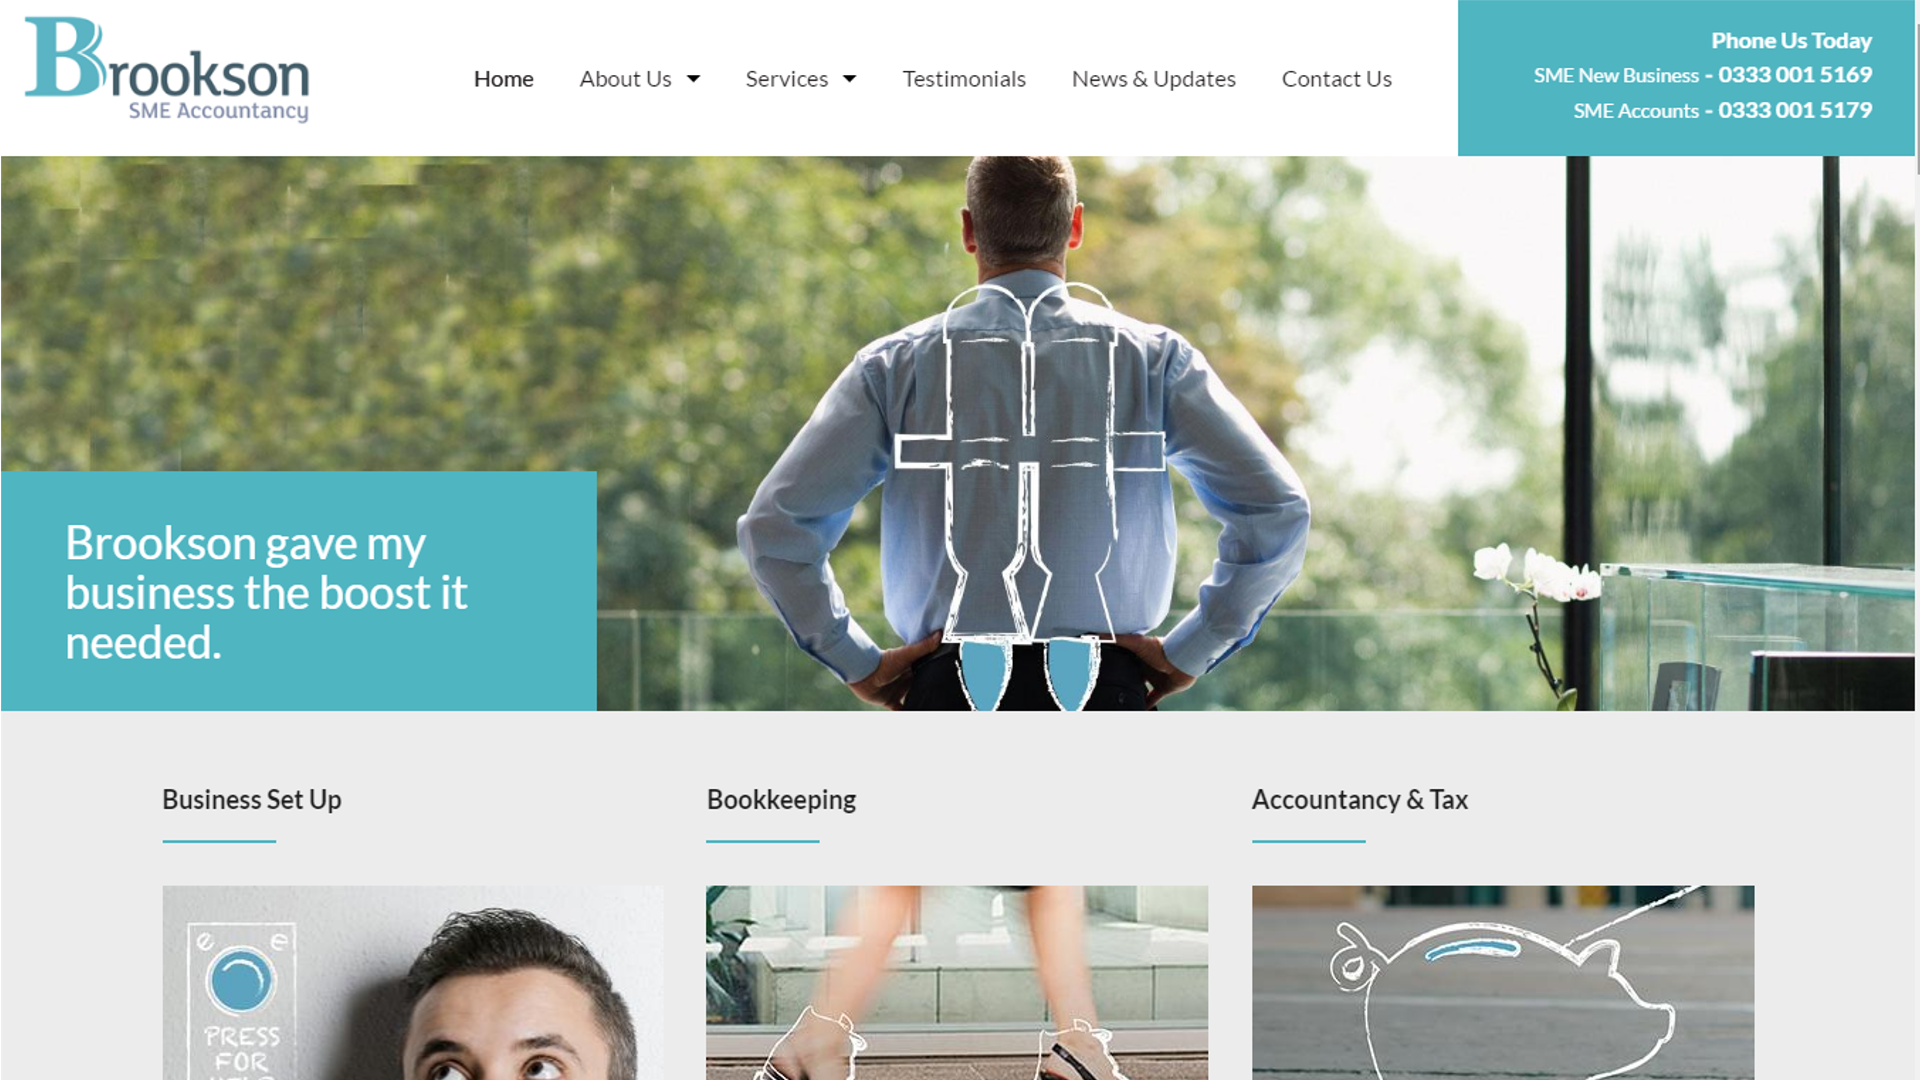 Brookson
SME Accountancy
Home
About Us
Services
Testimonials
News & Updates
Contact Us
Phone Us Today
SME New Business - 0333 001 5169
SME Accounts - 0333 001 5179
Brookson gave my
business the boost it
needed.
Business Set Up
Bookkeeping
Accountancy & Tax
PRESS
FOR